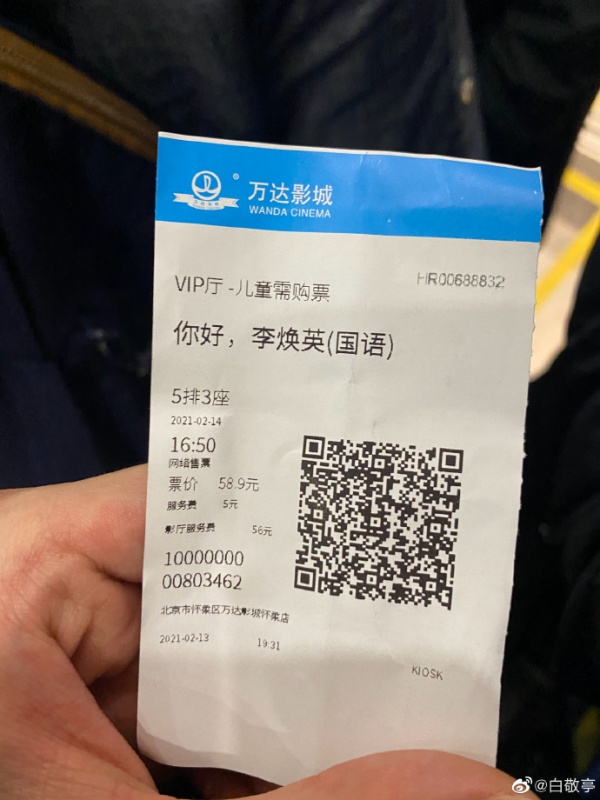 万达影城
WANDA CINEMA
HR00688832
VIP厅 -儿童需购票
你好，李焕英(国语)
5排3座
2021-02-14
16:50
网络售票
票价 58.9元
服务费 5元
影厅服务费 56元
10000000
00803462
北京市怀柔区万达影城怀柔店
2021-02-13 19:31
KIOSK
@白敬亭